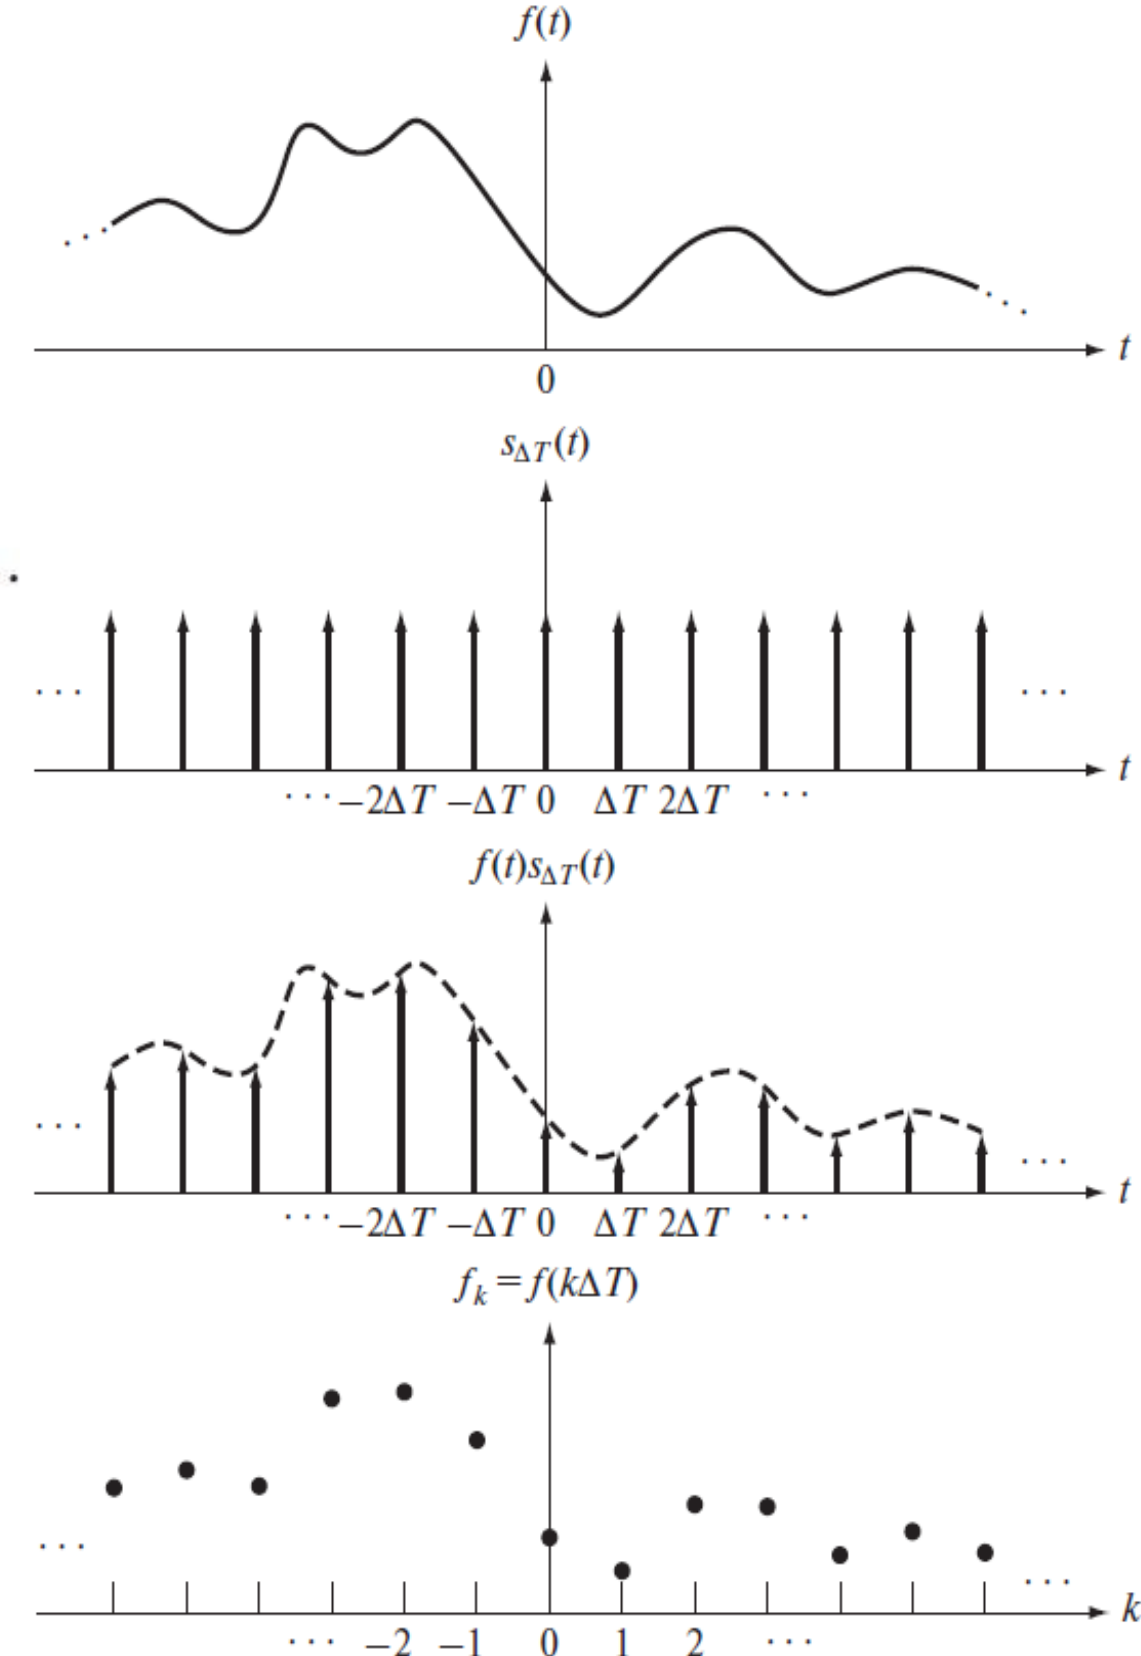 f(t)
t
0
s_ΔT(t)
t
··· −2ΔT −ΔT 0 ΔT 2ΔT ···
f(t)s_ΔT(t)
t
··· −2ΔT −ΔT 0 ΔT 2ΔT ···
f_k = f(kΔT)
k
··· −2 −1 0 1 2 ···